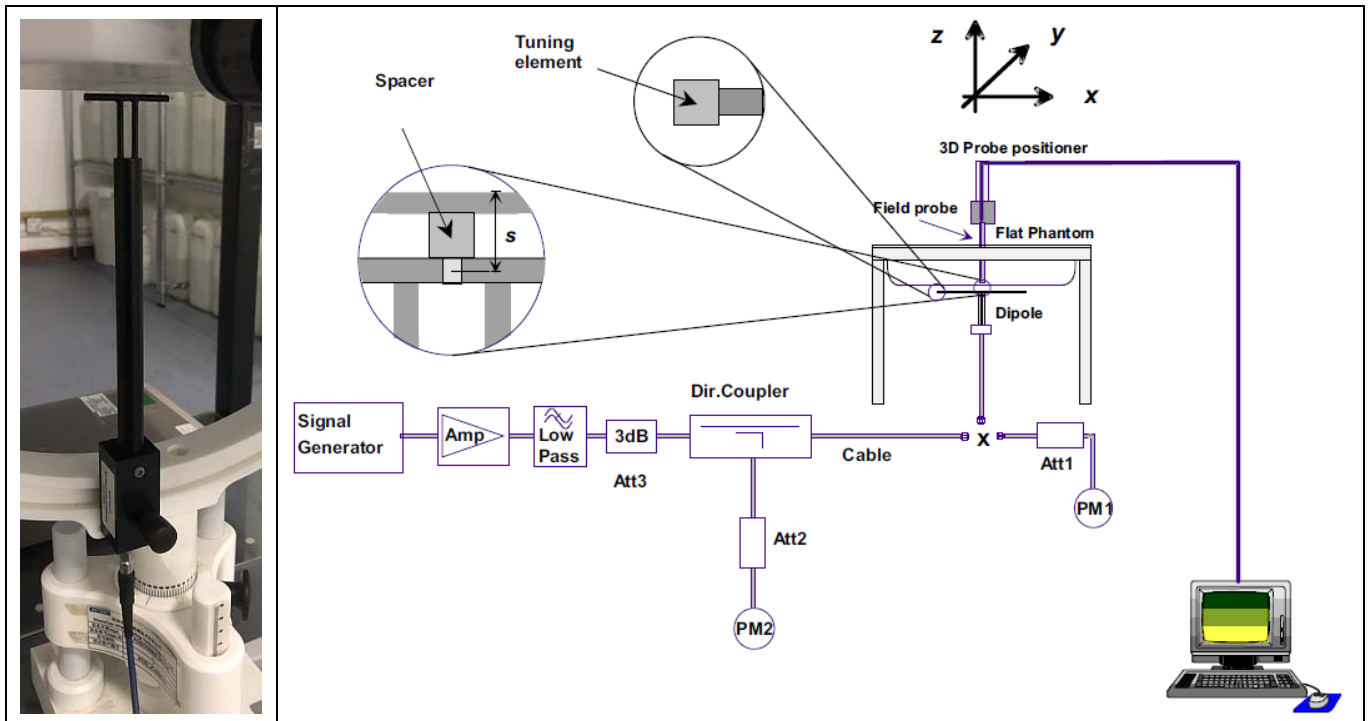 Tuning
element
Spacer
s
z
y
x
3D Probe positioner
Field probe
Flat Phantom
Dipole
Dir.Coupler
Signal
Generator
Amp
Low
Pass
3dB
Att3
Cable
x
Att1
PM1
Att2
PM2